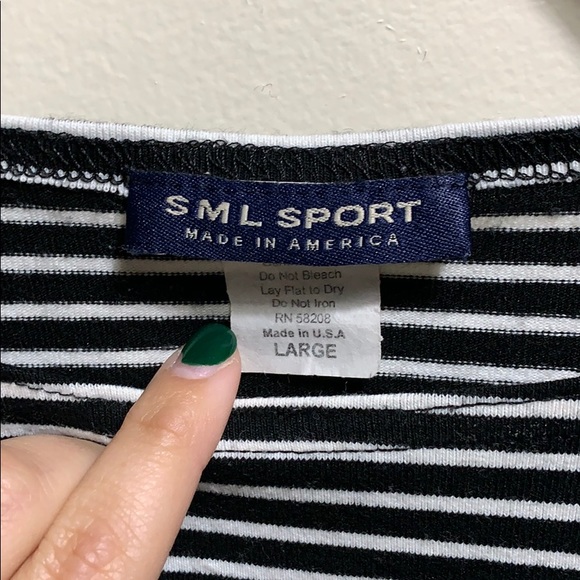 SML SPORT
MADE IN AMERICA
Do Not Bleach
Lay Flat to Dry
Do Not Iron
RN 58208
Made in U.S.A
LARGE